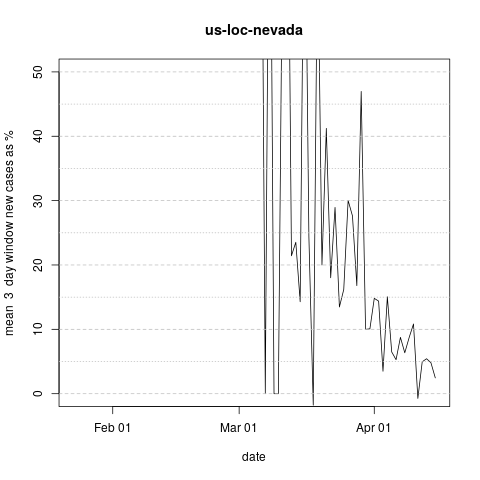 us-loc-nevada
mean 3 day window new cases as %
50
40
30
20
10
0
Feb 01
Mar 01
Apr 01
date